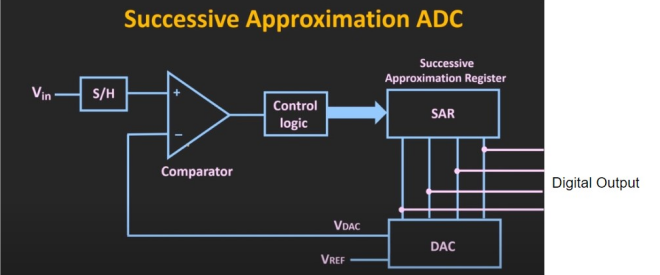 Successive Approximation ADC
Successive
Approximation Register
Vin
S/H
+
Control
logic
SAR
−
Comparator
Digital Output
VDAC
DAC
VREF